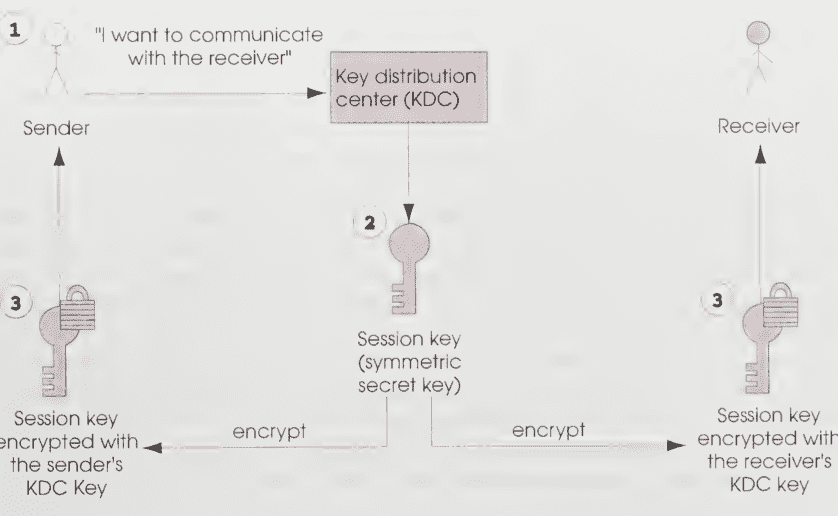 1
"I want to communicate
with the receiver"
Key distribution
center (KDC)
Sender
Receiver
2
3
3
Session key
(symmetric
secret key)
encrypt
encrypt
Session key
encrypted with
the sender's
KDC Key
Session key
encrypted with
the receiver's
KDC key